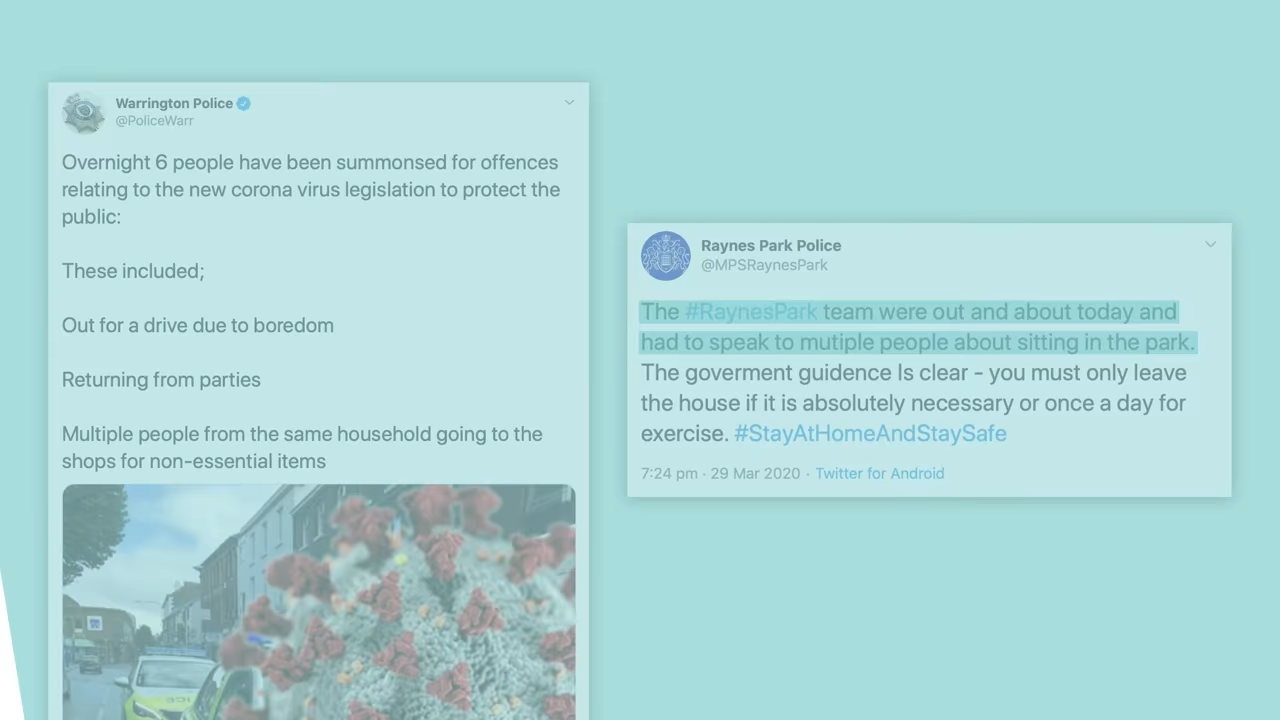 Warrington Police
@PoliceWarr
Overnight 6 people have been summonsed for offences
relating to the new corona virus legislation to protect the
public:
These included;
Out for a drive due to boredom
Returning from parties
Multiple people from the same household going to the
shops for non-essential items
Raynes Park Police
@MPSRaynesPark
The #RaynesPark team were out and about today and
had to speak to mutiple people about sitting in the park.
The goverment guidence Is clear - you must only leave
the house if it is absolutely necessary or once a day for
exercise. #StayAtHomeAndStaySafe
7:24 pm · 29 Mar 2020 · Twitter for Android